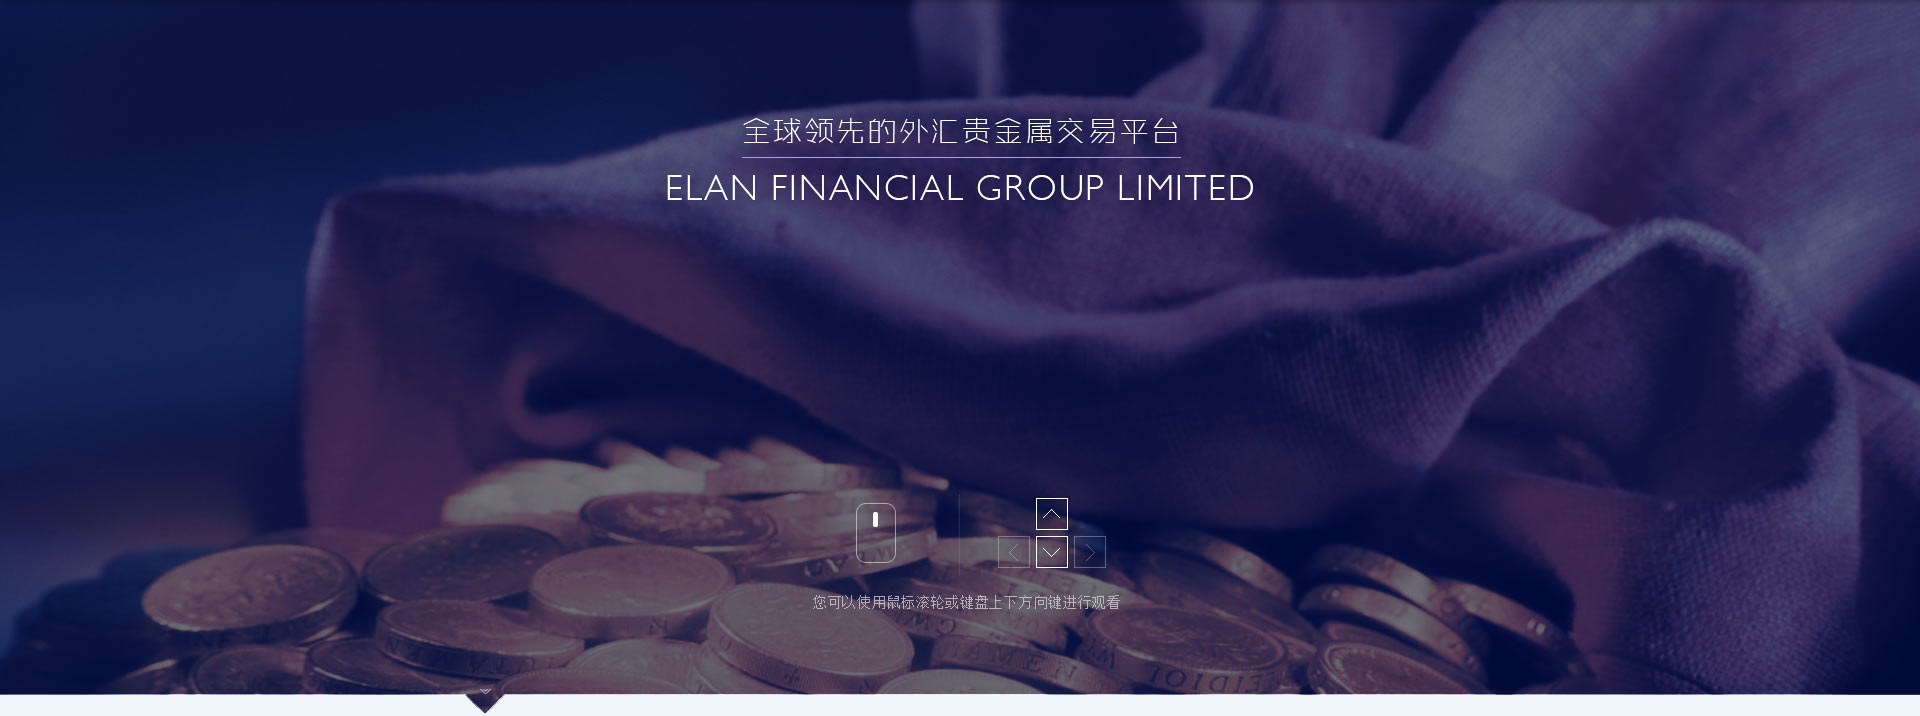 全球领先的外汇贵金属交易平台
ELAN FINANCIAL GROUP LIMITED
您可以使用鼠标滚轮或键盘上下方向键进行观看